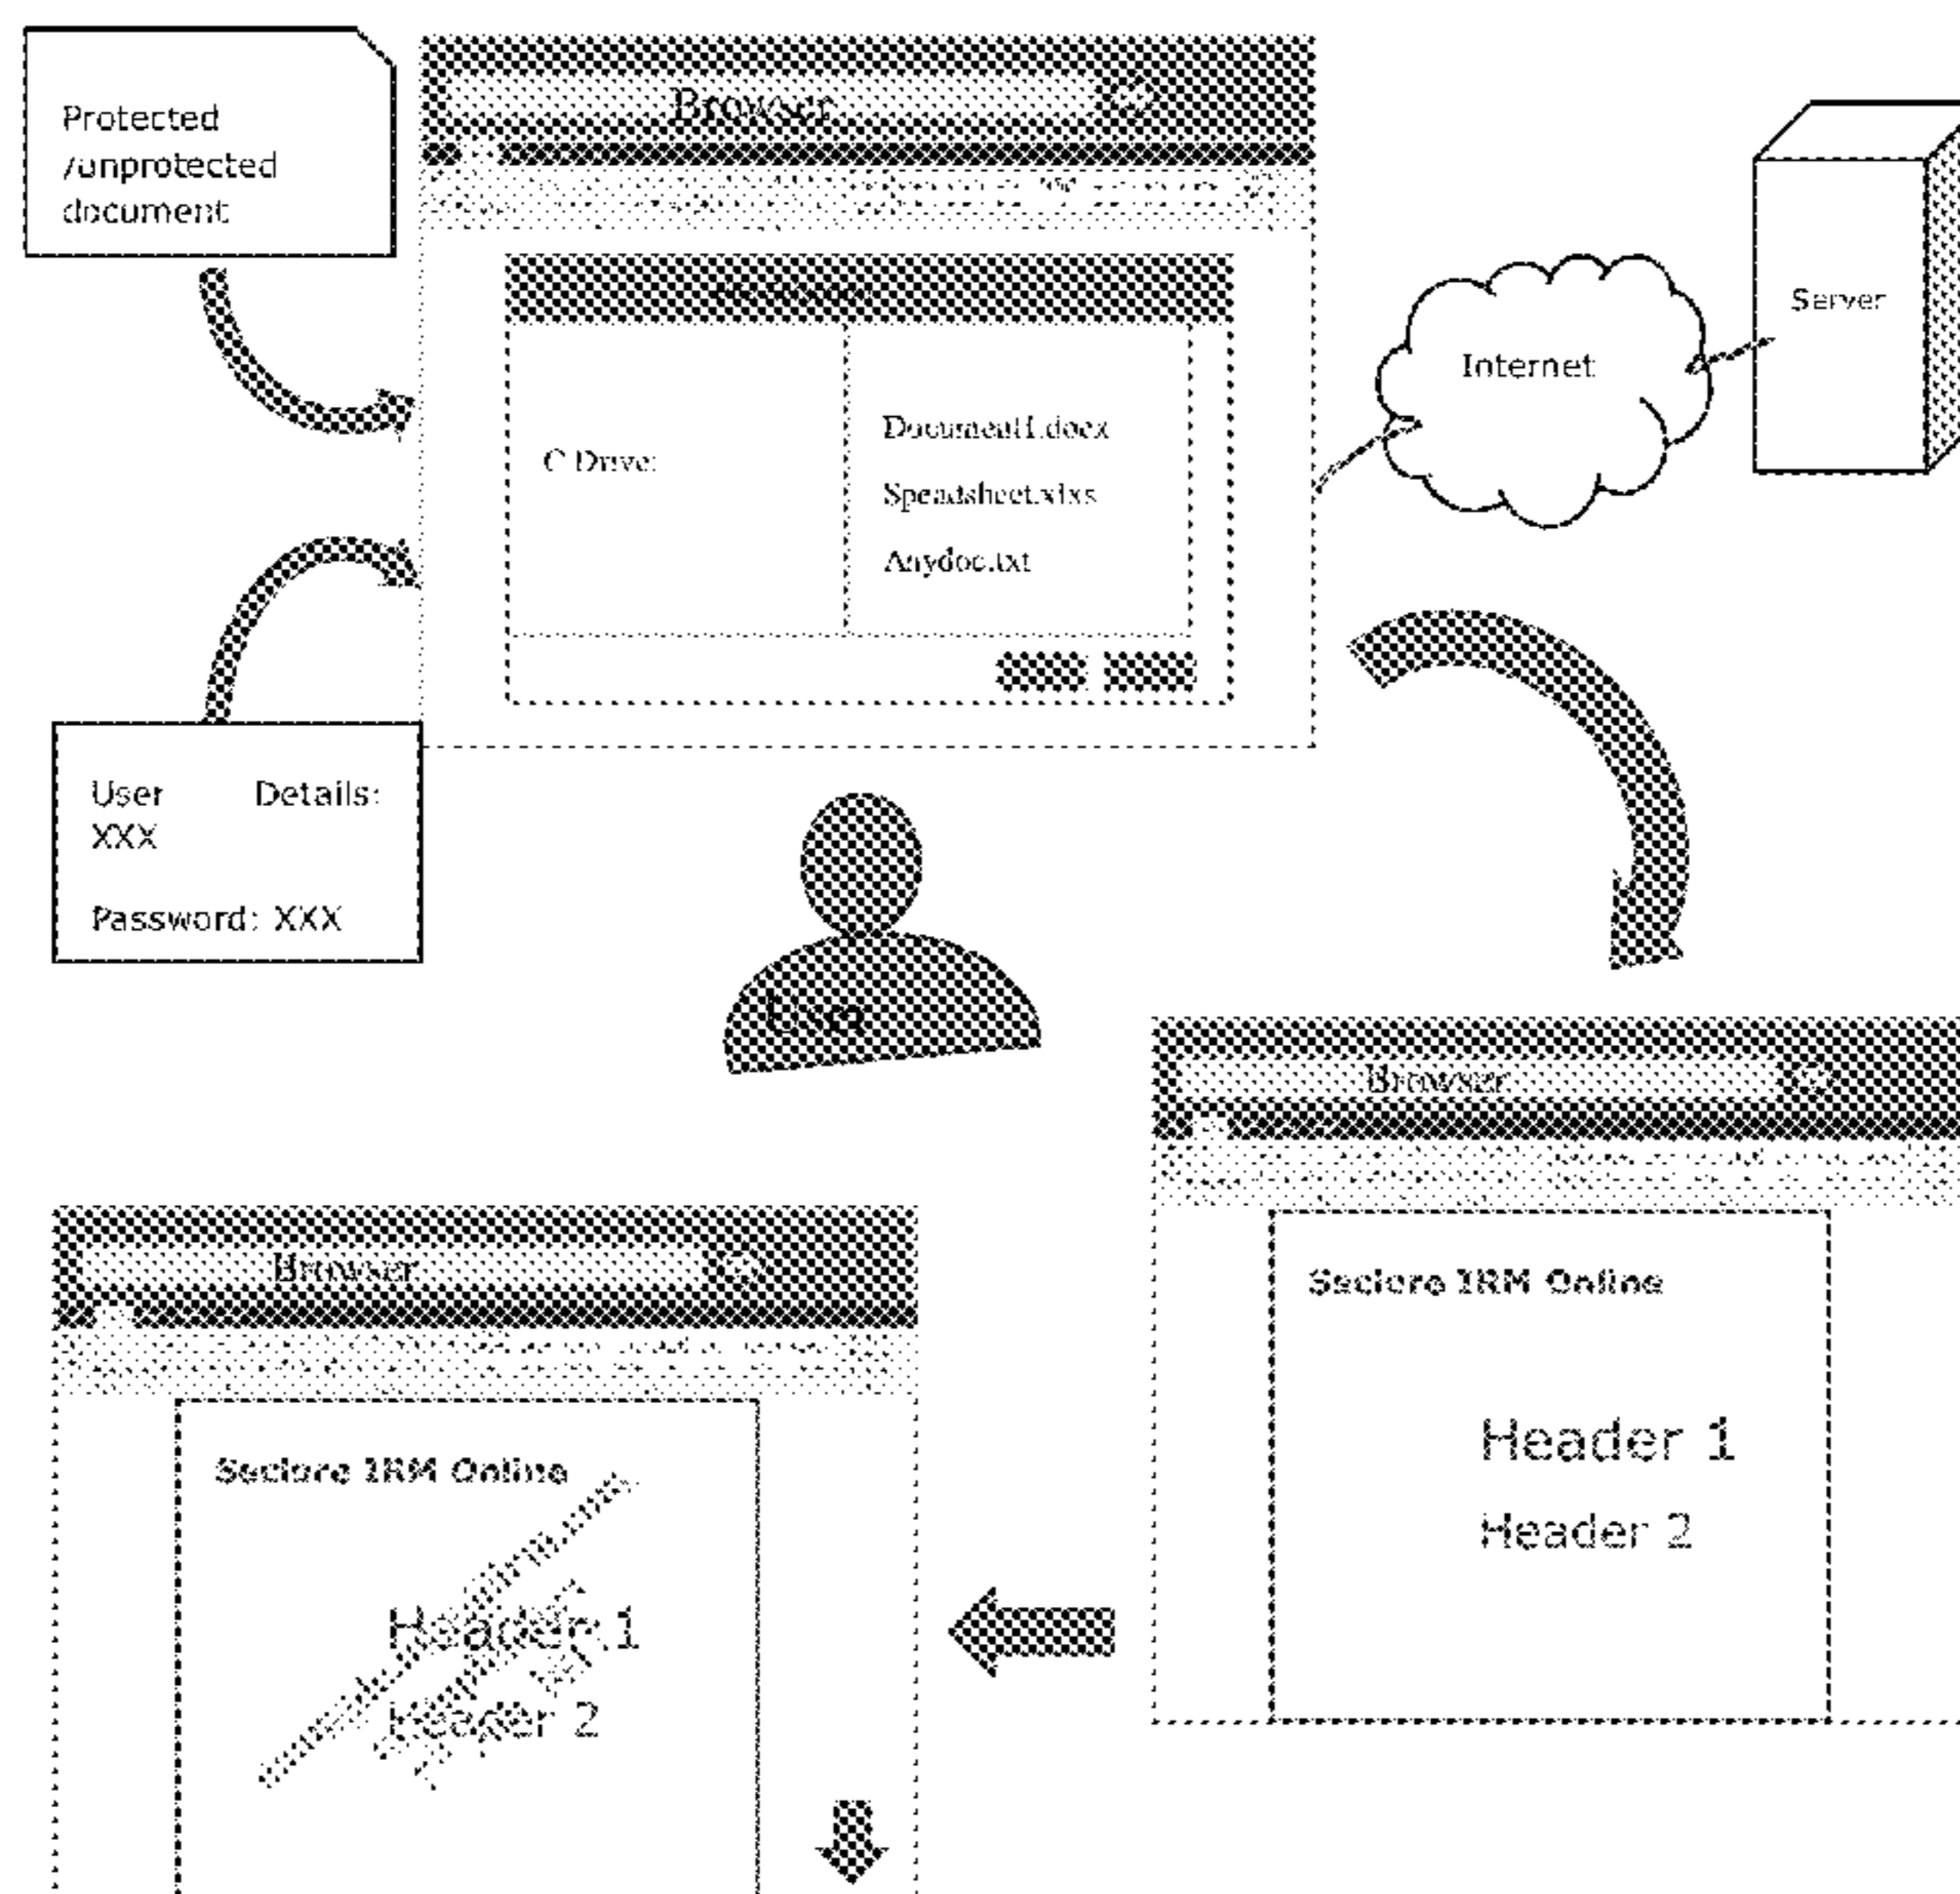 Protected
/unprotected
document
Browser
Server
Internet
C Drive:
Document1.docx
Speadsheet.xlxs
Anydoc.txt
User Details:
XXX
Password: XXX
User
Browser
Seclore IRM Online
Header 1
Header 2
Browser
Seclore IRM Online
Header 1
Header 2